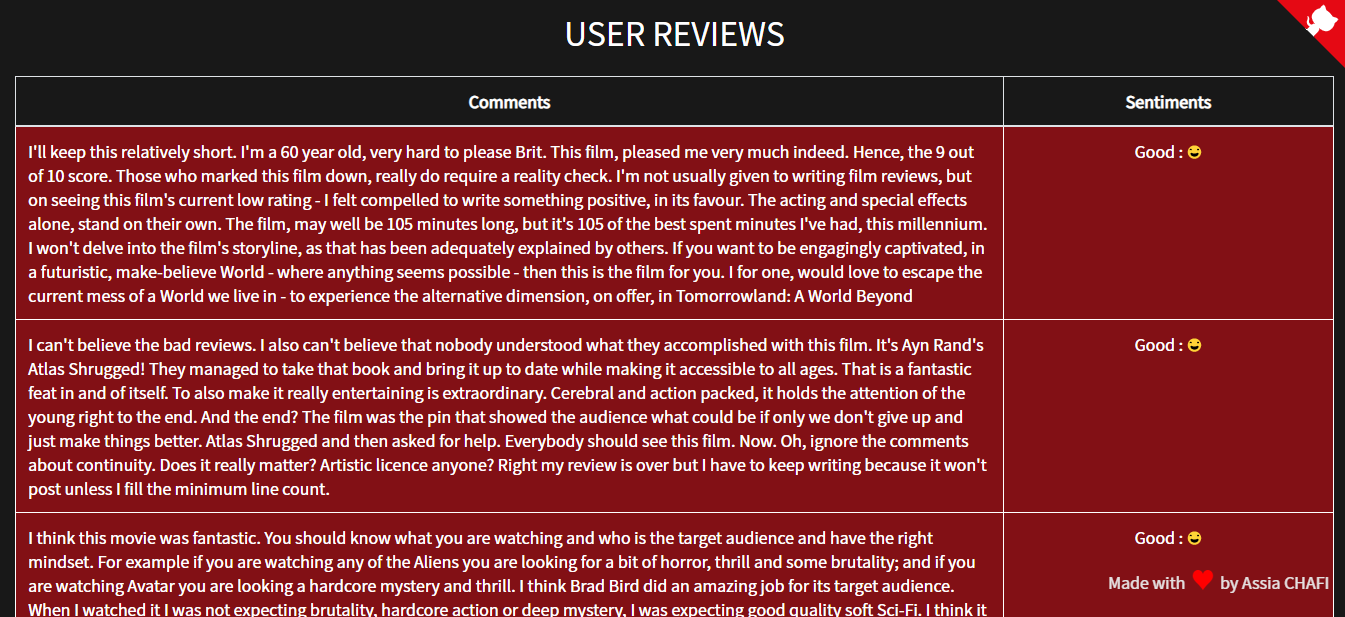 USER REVIEWS
Comments
Sentiments
I'll keep this relatively short. I'm a 60 year old, very hard to please Brit. This film, pleased me very much indeed. Hence, the 9 out
of 10 score. Those who marked this film down, really do require a reality check. I'm not usually given to writing film reviews, but
on seeing this film's current low rating - I felt compelled to write something positive, in its favour. The acting and special effects
alone, stand on their own. The film, may well be 105 minutes long, but it's 105 of the best spent minutes I've had, this millennium.
I won't delve into the film's storyline, as that has been adequately explained by others. If you want to be engagingly captivated, in
a futuristic, make-believe World - where anything seems possible - then this is the film for you. I for one, would love to escape the
current mess of a World we live in - to experience the alternative dimension, on offer, in Tomorrowland: A World Beyond
Good :
I can't believe the bad reviews. I also can't believe that nobody understood what they accomplished with this film. It's Ayn Rand's
Atlas Shrugged! They managed to take that book and bring it up to date while making it accessible to all ages. That is a fantastic
feat in and of itself. To also make it really entertaining is extraordinary. Cerebral and action packed, it holds the attention of the
young right to the end. And the end? The film was the pin that showed the audience what could be if only we don't give up and
just make things better. Atlas Shrugged and then asked for help. Everybody should see this film. Now. Oh, ignore the comments
about continuity. Does it really matter? Artistic licence anyone? Right my review is over but I have to keep writing because it won't
post unless I fill the minimum line count.
Good :
I think this movie was fantastic. You should know what you are watching and who is the target audience and have the right
mindset. For example if you are watching any of the Aliens you are looking for a bit of horror, thrill and some brutality; and if you
are watching Avatar you are looking a hardcore mystery and thrill. I think Brad Bird did an amazing job for its target audience.
When I watched it I was not expecting brutality, hardcore action or deep mystery, I was expecting good quality soft Sci-Fi. I think it
Good :
Made with by Assia CHAFI